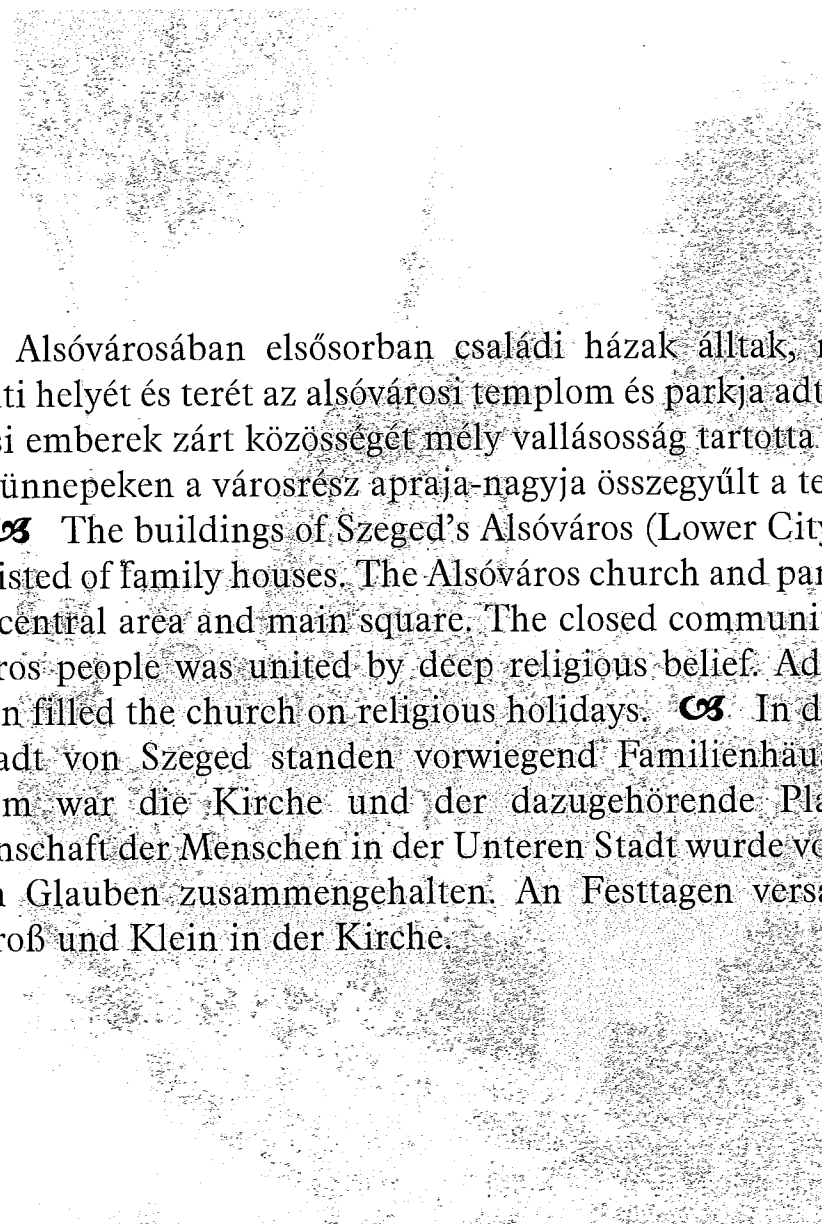 Alsóvárosában elsősorban családi házak álltak,
ti helyét és terét az alsóvárosi templom és parkja adt
si emberek zárt közösségét mély vallásosság tartotta
ünnepeken a városrész apraja-nagyja összegyűlt a te
The buildings of Szeged's Alsóváros (Lower City
isted of family houses. The Alsóváros church and par
central area and main square. The closed communi
ros people was united by deep religious belief. Ad
n filled the church on religious holidays. In d
adt von Szeged standen vorwiegend Familienhäu
m war die Kirche und der dazugehörende Pla
nschaft der Menschen in der Unteren Stadt wurde vo
n Glauben zusammengehalten. An Festtagen versa
roß und Klein in der Kirche.